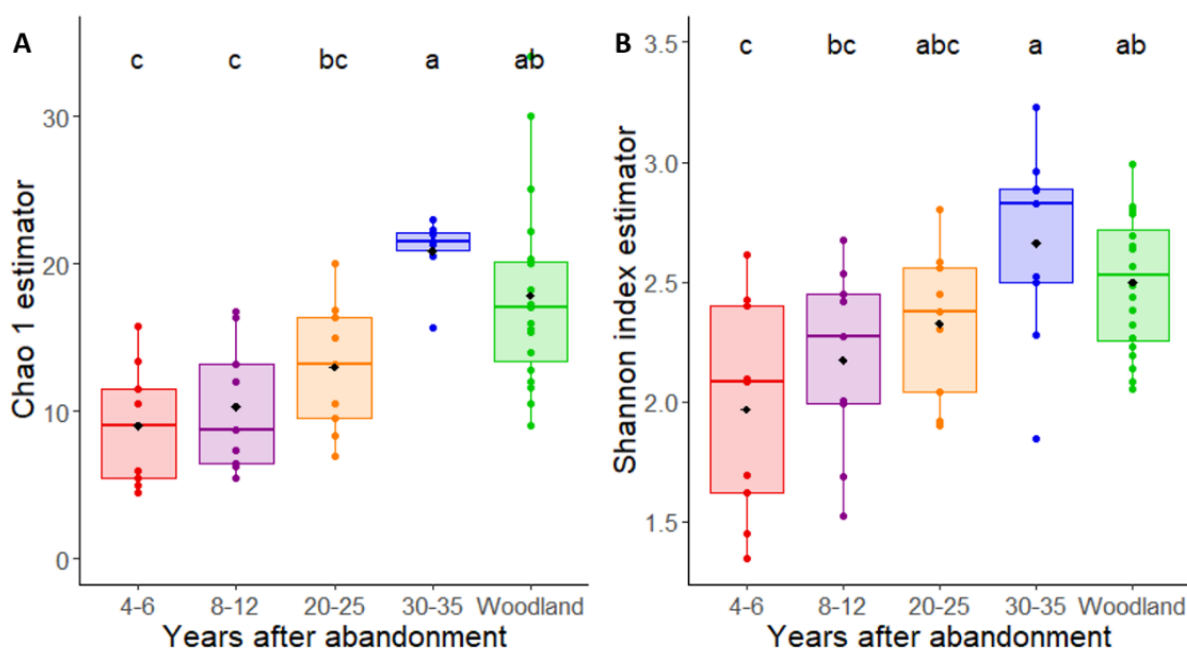 A
c c bc a ab
30
20
10
0
Chao 1 estimator
4-6 8-12 20-25 30-35 Woodland
Years after abandonment
B
c bc abc a ab
3.5
3.0
2.5
2.0
1.5
Shannon index estimator
4-6 8-12 20-25 30-35 Woodland
Years after abandonment